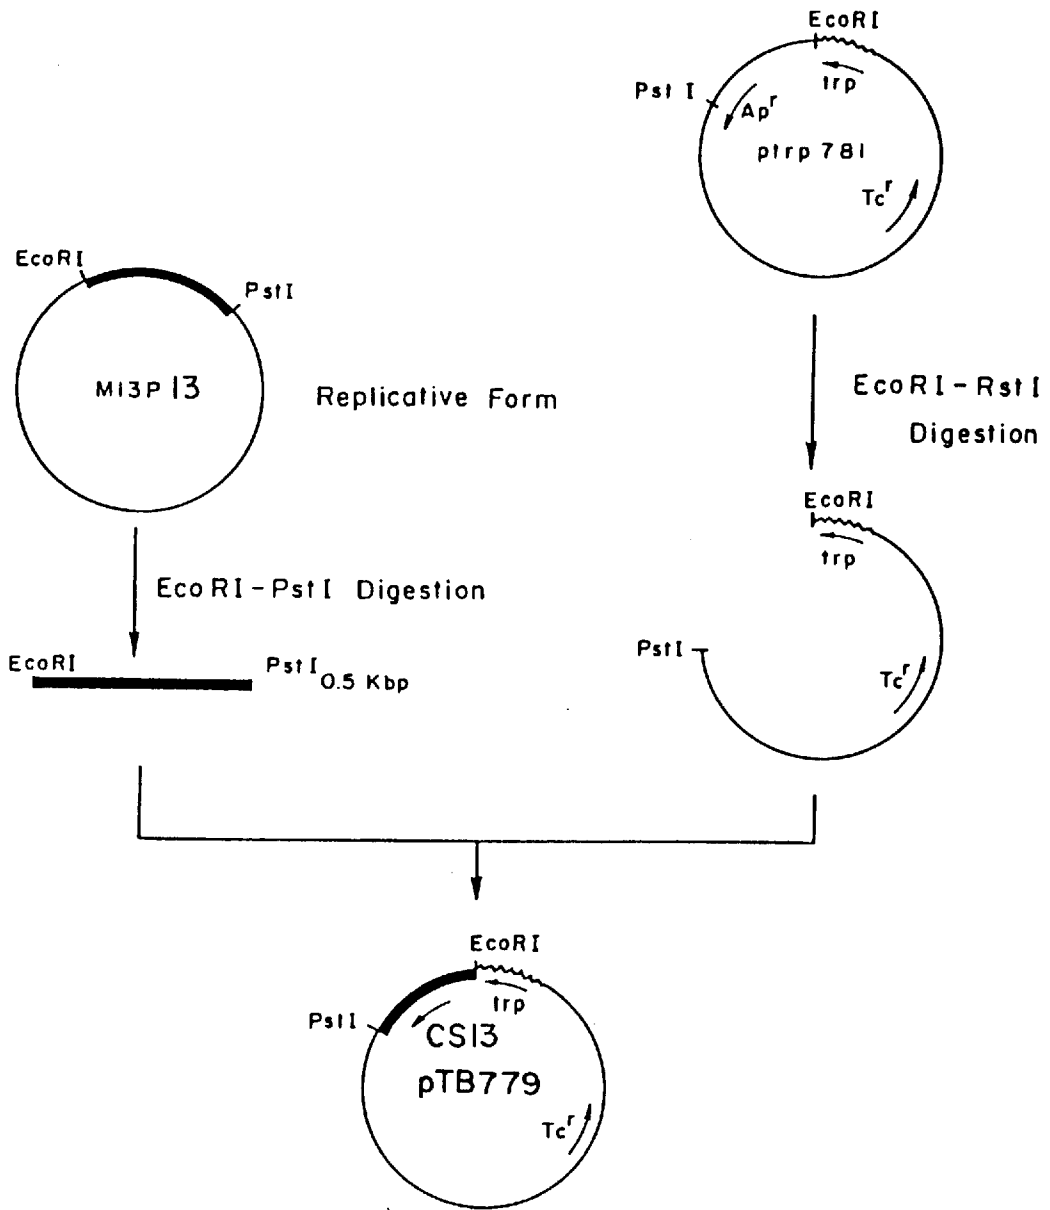 EcoRI
trp
Pst I
Apr
ptrp 781
Tcr
EcoRI
PstI
M13P 13
Replicative Form
EcoRI-RstI
Digestion
EcoRI
trp
EcoRI-PstI Digestion
PstI
EcoRI
PstI 0.5 Kbp
Tcr
EcoRI
trp
PstI
CS13
pTB779
Tcr